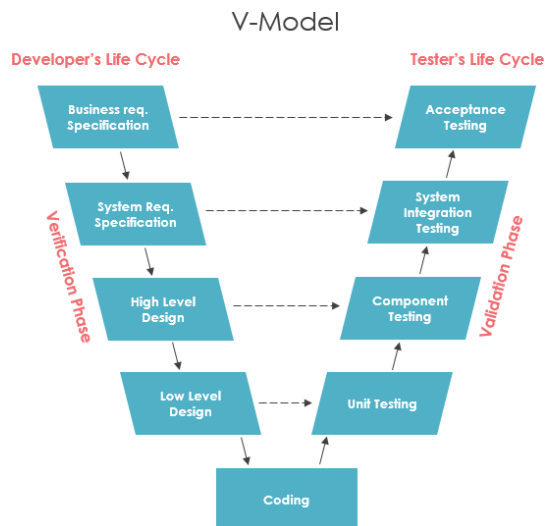 V-Model
Developer's Life Cycle
Tester's Life Cycle
Business req.
Specification
Acceptance
Testing
System Req.
Specification
System
Integration
Testing
Verification Phase
Validation Phase
High Level
Design
Component
Testing
Low Level
Design
Unit Testing
Coding